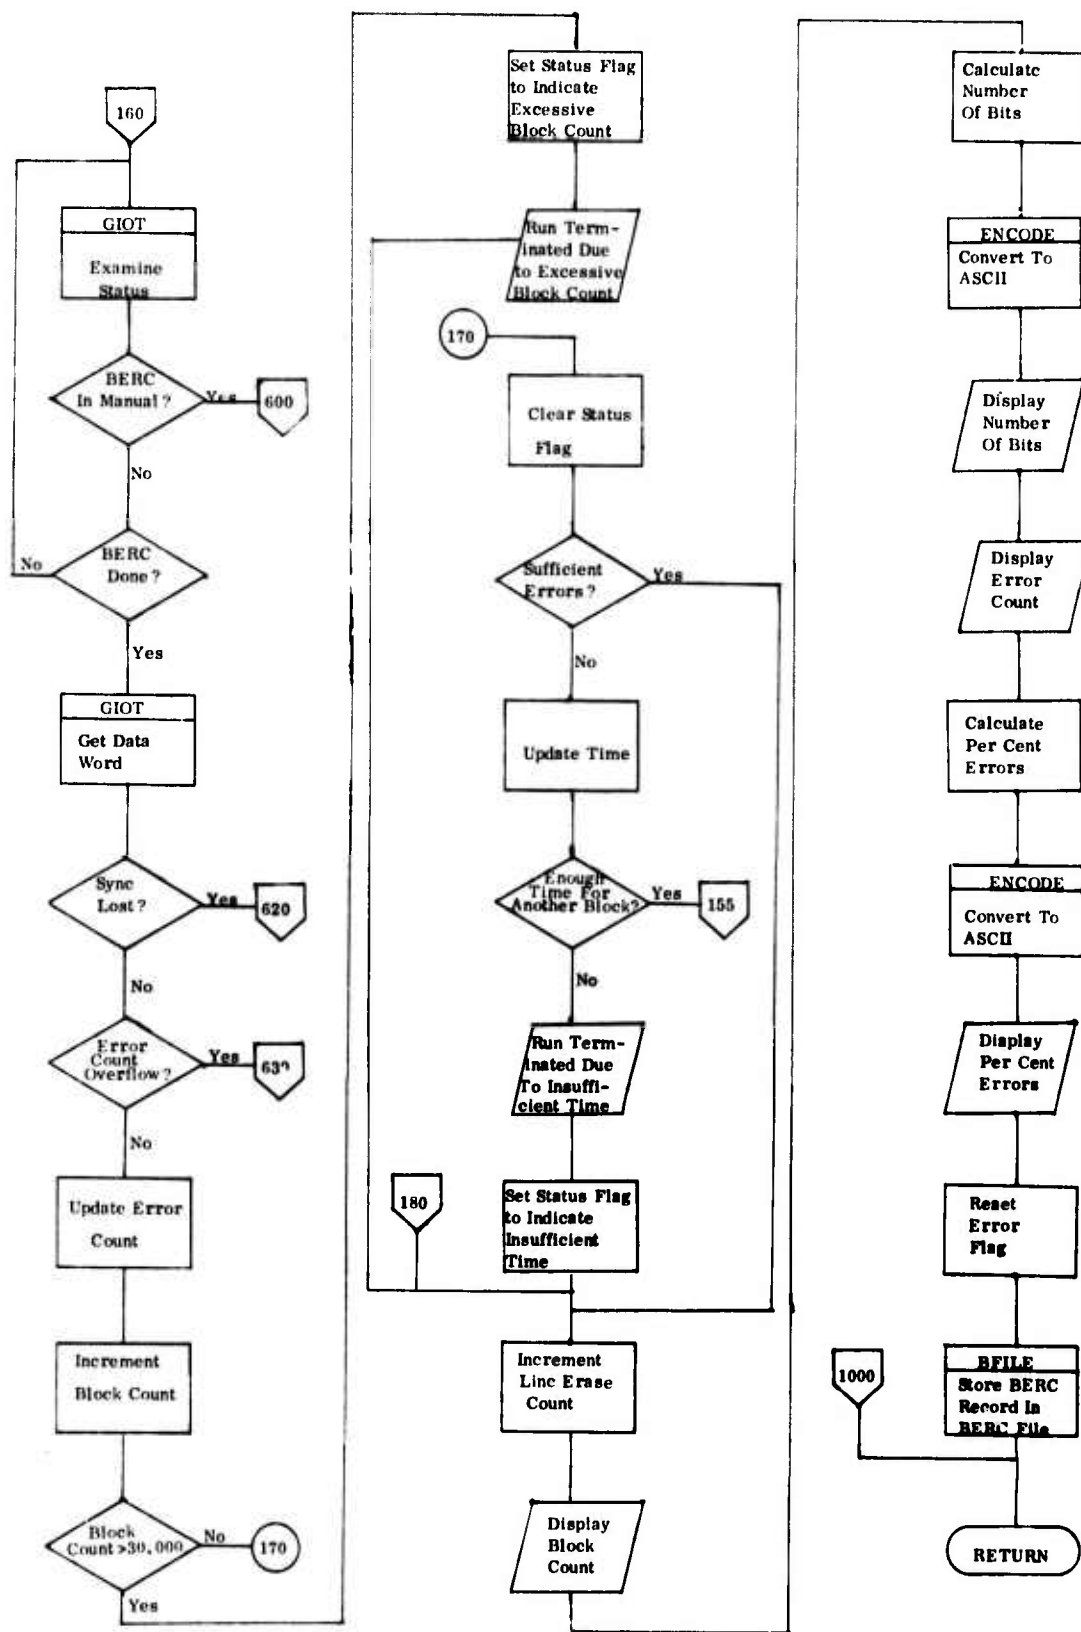 160
GIOT
Examine
Status
BERC
In Manual?
Yes
600
No
BERC
Done?
No
Yes
GIOT
Get Data
Word
Sync
Lost?
Yes
620
No
Error
Count
Overflow?
Yes
No
Update Error
Count
Increment
Block Count
Block
Count >30,000
No
170
Yes
Set Status Flag
to Indicate
Excessive
Block Count
Run Term-
inated Due
to Excessive
Block Count
170
Clear Status
Flag
Sufficient
Errors?
Yes
No
Update Time
Enough
Time For
Another Block?
Yes
155
No
Run Term-
inated Due
To Insuffi-
cient Time
180
Set Status Flag
to Indicate
Insufficient
Time
Increment
Line Erase
Count
Display
Block
Count
Calculate
Number
Of Bits
ENCODE
Convert To
ASCII
Display
Number
Of Bits
Display
Error
Count
Calculate
Per Cent
Errors
ENCODE
Convert To
ASCII
Display
Per Cent
Errors
Reset
Error
Flag
1000
BFILE
Store BERC
Record In
BERC File
RETURN